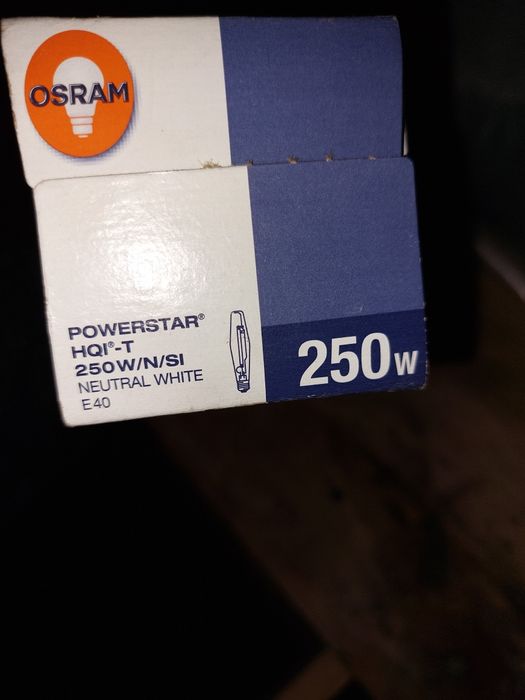 OSRAM
POWERSTAR®
HQI®-T
250W/N/SI
NEUTRAL WHITE
E40
250W